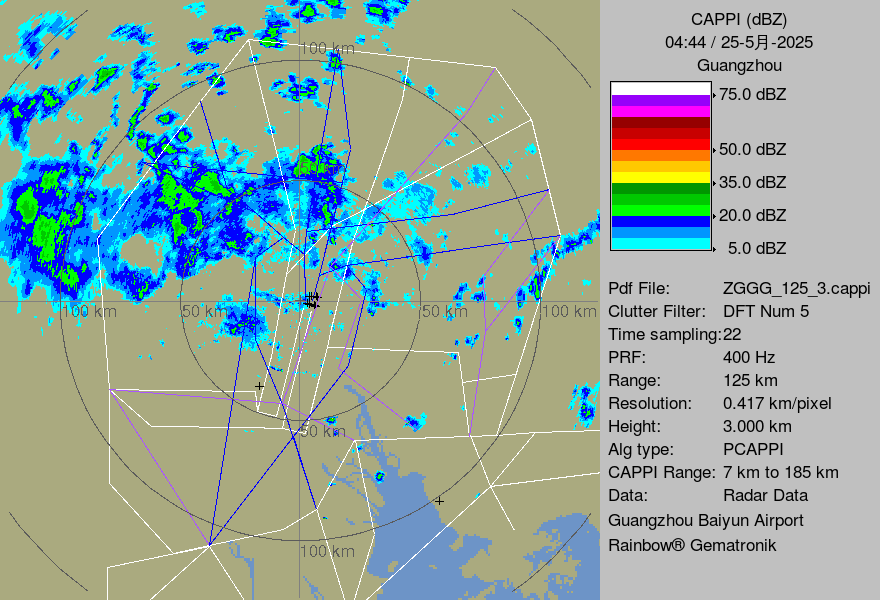 CAPPI (dBZ)
04:44 / 25-5月-2025
Guangzhou
75.0 dBZ
50.0 dBZ
35.0 dBZ
20.0 dBZ
5.0 dBZ
Pdf File: ZGGG_125_3.cappi
Clutter Filter: DFT Num 5
Time sampling:22
PRF: 400 Hz
Range: 125 km
Resolution: 0.417 km/pixel
Height: 3.000 km
Alg type: PCAPPI
CAPPI Range: 7 km to 185 km
Data: Radar Data
Guangzhou Baiyun Airport
Rainbow® Gematronik
100 km
100 km
50 km
50 km
100 km
50 km
100 km